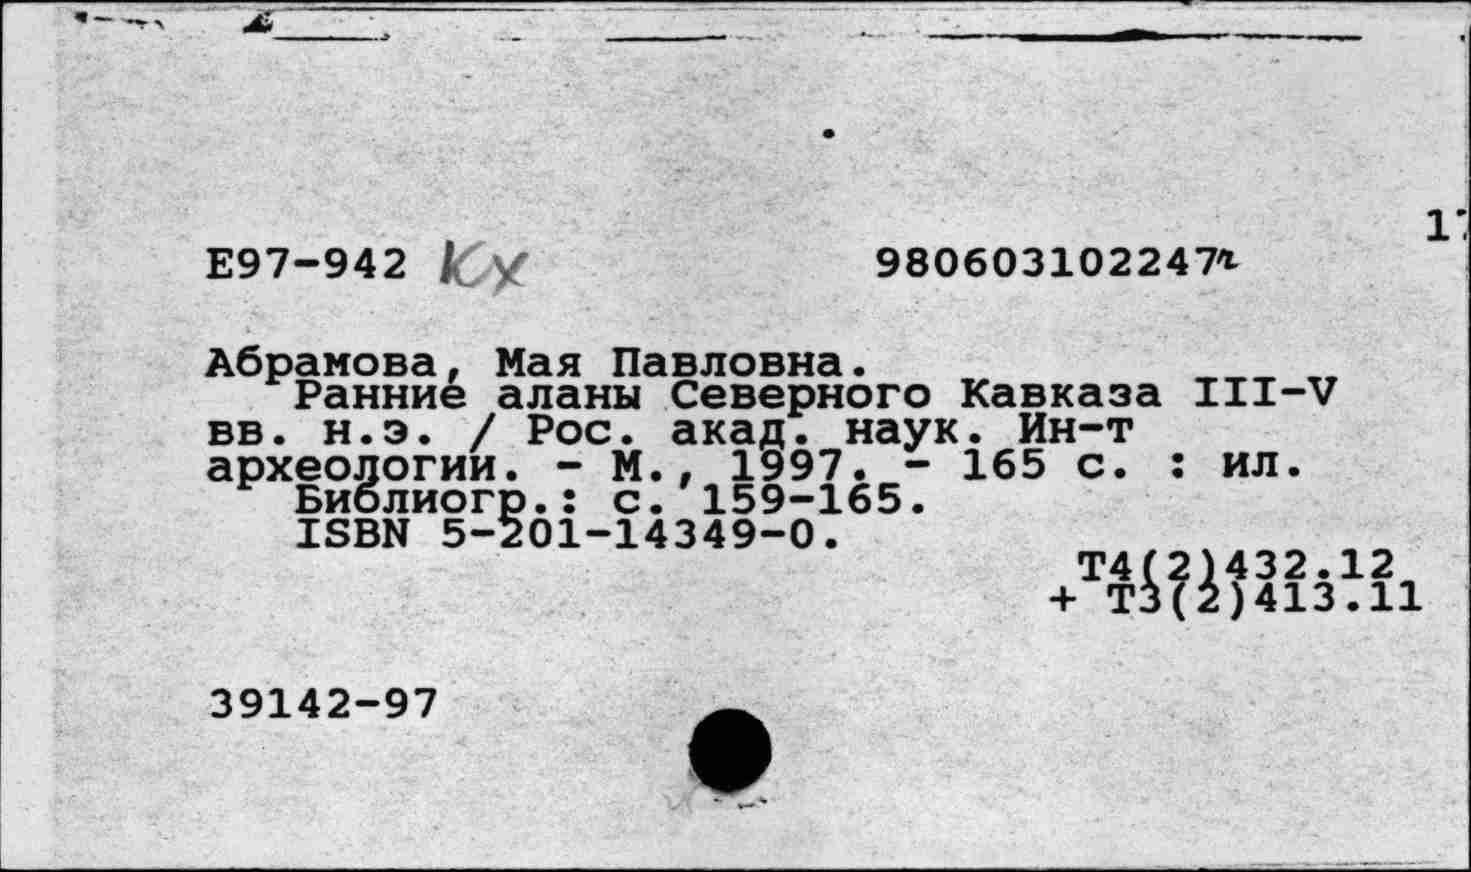 E97-942 Кх 980603102247
Абрамова, Мая Павловна.
Ранние аланы Северного Кавказа III-V
вв. н.э. / Рос. акад. наук. Ин-т
археологии. - М., 1997. - 165 с. : ил.
Библиогр.: с. 159-165.
ISBN 5-201-14349-0.
Т4(2)432.12
+ Т3(2)413.11
39142-97